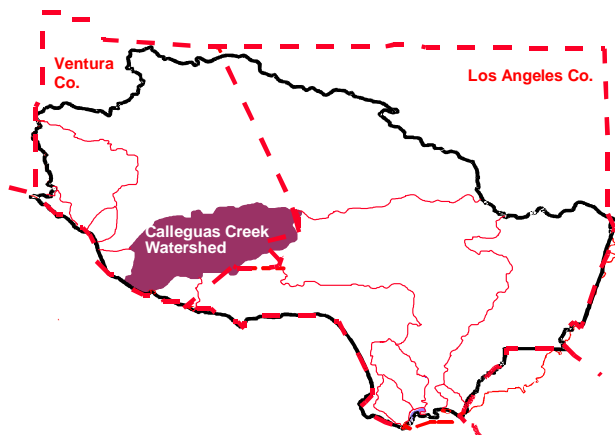 Ventura
Co.
Los Angeles Co.
Calleguas Creek
Watershed